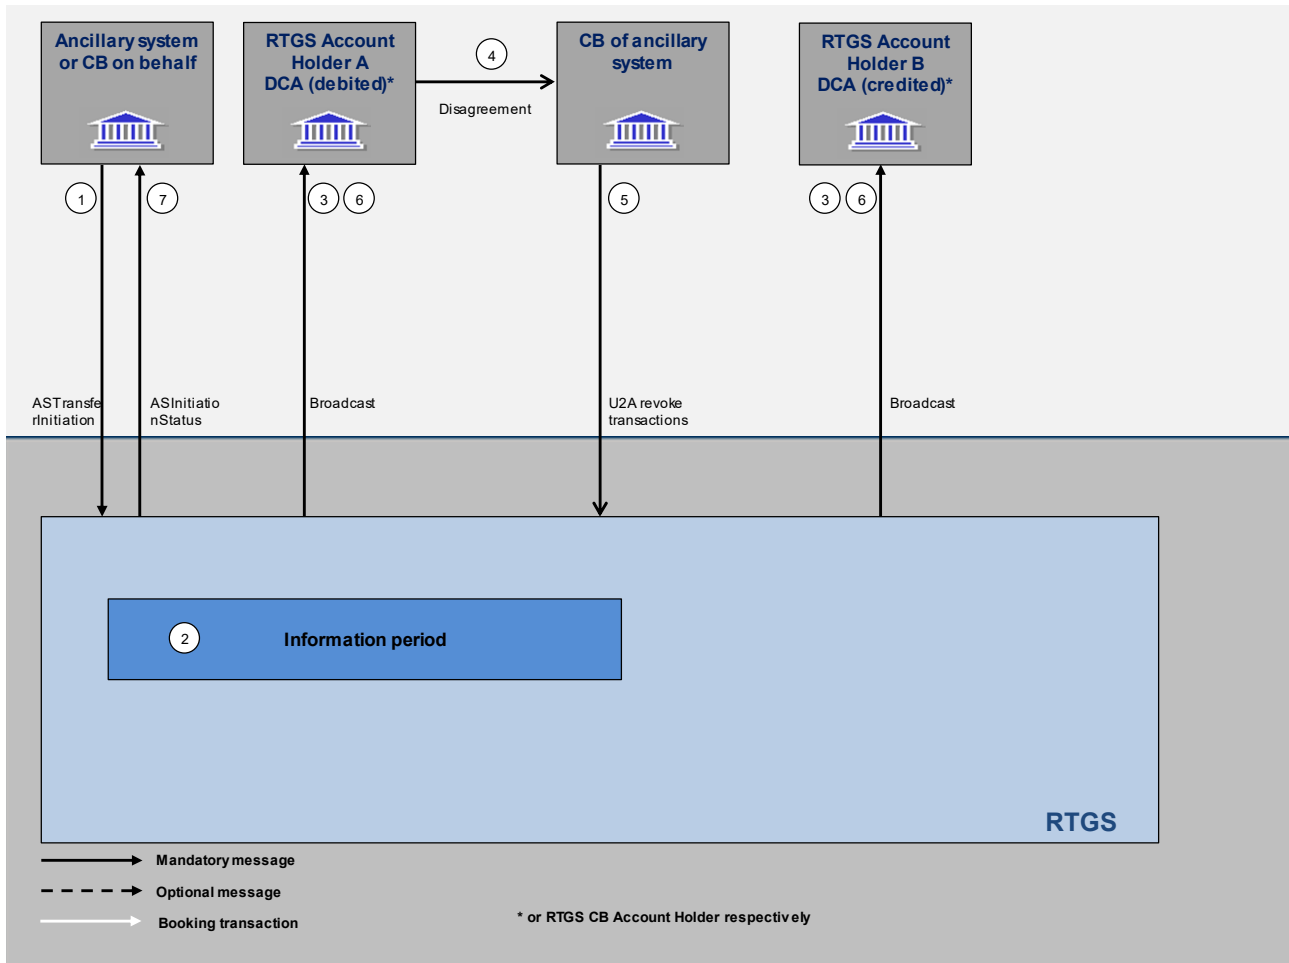 Ancillary system
or CB on behalf
RTGS Account
Holder A
DCA (debited)*
4
Disagreement
CB of ancillary
system
RTGS Account
Holder B
DCA (credited)*
1
7
3
6
5
3
6
ASTransfe
rInitiation
ASInitiatio
nStatus
Broadcast
U2A revoke
transactions
Broadcast
2
Information period
RTGS
Mandatory message
Optional message
Booking transaction
* or RTGS CB Account Holder respectively